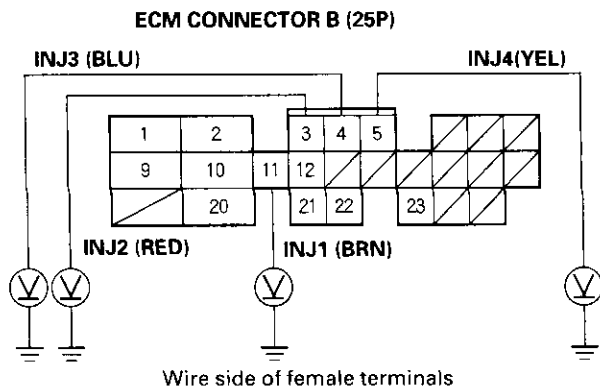 ECM CONNECTOR B (25P)
INJ3 (BLU)
INJ4(YEL)
1 2 3 4 5
9 10 11 12
20 21 22 23
INJ2 (RED)
INJ1 (BRN)
V V V V
Wire side of female terminals